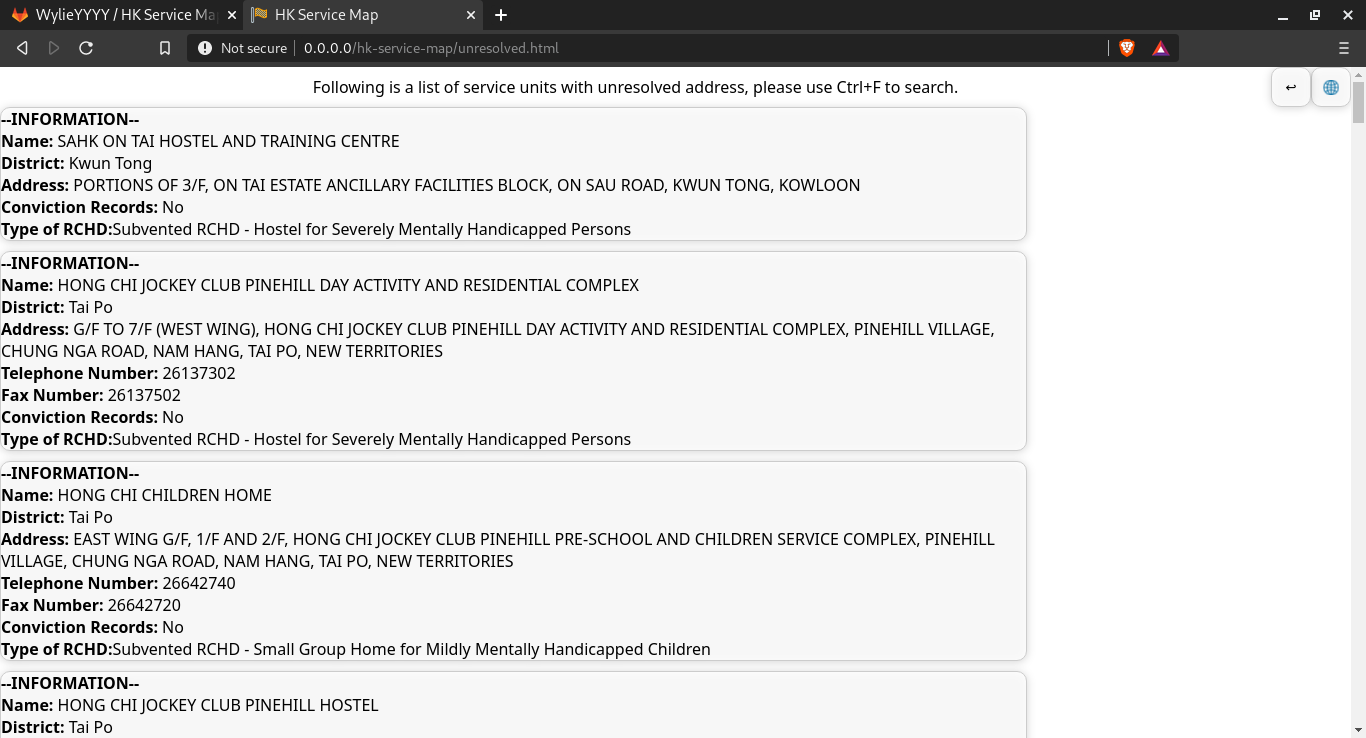 WylieYYYY / HK Service Ma
HK Service Map
Not secure
0.0.0.0/hk-service-map/unresolved.html
Following is a list of service units with unresolved address, please use Ctrl+F to search.
--INFORMATION--
Name: SAHK ON TAI HOSTEL AND TRAINING CENTRE
District: Kwun Tong
Address: PORTIONS OF 3/F, ON TAI ESTATE ANCILLARY FACILITIES BLOCK, ON SAU ROAD, KWUN TONG, KOWLOON
Conviction Records: No
Type of RCHD:Subvented RCHD - Hostel for Severely Mentally Handicapped Persons
--INFORMATION--
Name: HONG CHI JOCKEY CLUB PINEHILL DAY ACTIVITY AND RESIDENTIAL COMPLEX
District: Tai Po
Address: G/F TO 7/F (WEST WING), HONG CHI JOCKEY CLUB PINEHILL DAY ACTIVITY AND RESIDENTIAL COMPLEX, PINEHILL VILLAGE,
CHUNG NGA ROAD, NAM HANG, TAI PO, NEW TERRITORIES
Telephone Number: 26137302
Fax Number: 26137502
Conviction Records: No
Type of RCHD:Subvented RCHD - Hostel for Severely Mentally Handicapped Persons
--INFORMATION--
Name: HONG CHI CHILDREN HOME
District: Tai Po
Address: EAST WING G/F, 1/F AND 2/F, HONG CHI JOCKEY CLUB PINEHILL PRE-SCHOOL AND CHILDREN SERVICE COMPLEX, PINEHILL
VILLAGE, CHUNG NGA ROAD, NAM HANG, TAI PO, NEW TERRITORIES
Telephone Number: 26642740
Fax Number: 26642720
Conviction Records: No
Type of RCHD:Subvented RCHD - Small Group Home for Mildly Mentally Handicapped Children
--INFORMATION--
Name: HONG CHI JOCKEY CLUB PINEHILL HOSTEL
District: Tai Po